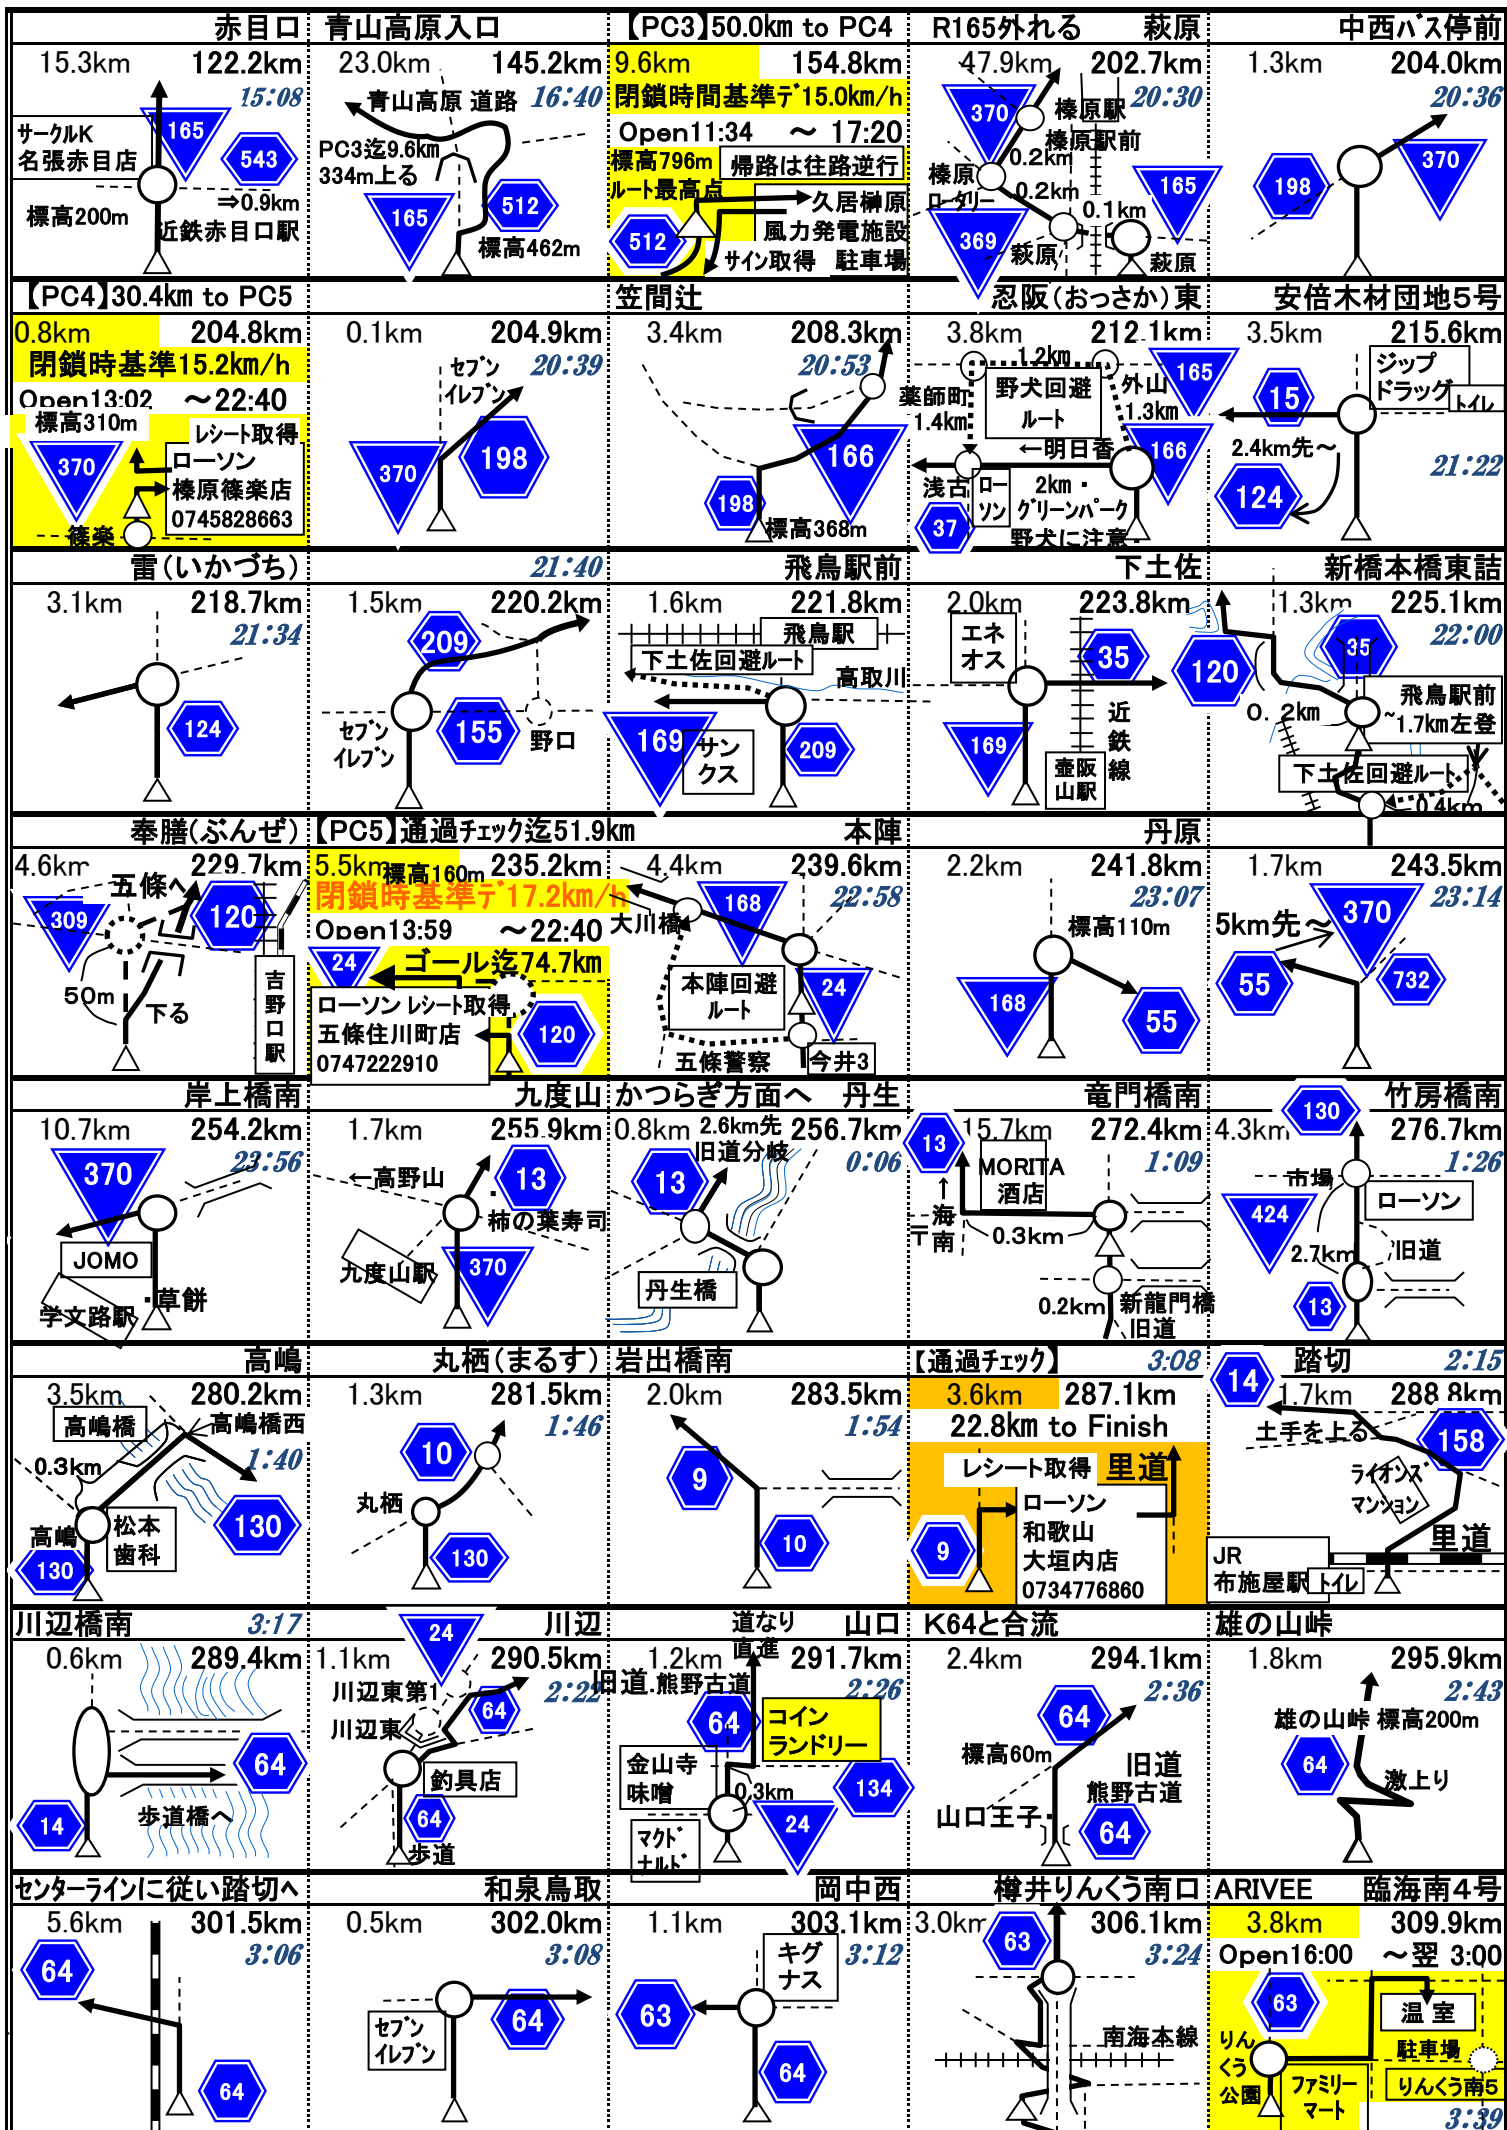 赤目口
15.3km 122.2km
15:08
165
サークルK
名張赤目店
543
標高200m
⇒0.9km
近鉄赤目口駅
青山高原入口
23.0km 145.2km
青山高原 道路 16:40
PC3迄9.6km
334m上る
165
512
標高462m
【PC3】50.0km to PC4
9.6km 154.8km
閉鎖時間基準ﾃﾞ15.0km/h
Open11:34 ～ 17:20
標高796m
ルート最高点
帰路は往路逆行
久居榊原
風力発電施設
512
サイン取得 駐車場
R165外れる 萩原
47.9km 202.7km
20:30
370
榛原駅
榛原駅前
0.2km
榛原
ﾛｰﾀﾘｰ
0.2km
165
0.1km
369
萩原
萩原
中西ﾊﾞｽ停前
1.3km 204.0km
20:36
198
370
【PC4】30.4km to PC5
0.8km 204.8km
閉鎖時基準15.2km/h
Open13:02 ～22:40
標高310m
レシート取得
370
ローソン
榛原篠楽店
0745828663
篠楽
0.1km 204.9km
20:39
ｾﾌﾞﾝ
ｲﾚﾌﾞﾝ
370
198
笠間辻
3.4km 208.3km
20:53
166
198
標高368m
忍阪（おっさか）東
3.8km 212.1km
1.2km
165
薬師町
1.4km
野犬回避
ルート
外山
1.3km
←明日香
166
浅古
ローソン
2km・
ｸﾞﾘｰﾝﾊﾟｰｸ
37
野犬に注意
安倍木材団地5号
3.5km 215.6km
15
ジップ
ドラッグ
トイレ
2.4km先～
21:22
124
雷（いかづち）
3.1km 218.7km
21:34
124
21:40
1.5km 220.2km
209
155
ｾﾌﾞﾝ
ｲﾚﾌﾞﾝ
野口
飛鳥駅前
1.6km 221.8km
飛鳥駅
下土佐回避ﾙｰﾄ
高取川
169
サンクス
209
下土佐
2.0km 223.8km
エネオス
35
169
近鉄線
壺阪山駅
新橋本橋東詰
1.3km 225.1km
22:00
35
120
0.2km
飛鳥駅前
~1.7km左登
下土佐回避ﾙｰﾄ
0.4km
奉膳（ぶんぜ）
4.6km 229.7km
五條へ
309
120
50m
下る
吉野口駅
【PC5】通過ﾁｪｯｸ迄51.9km
5.5km 標高160m 235.2km
閉鎖時基準ﾃﾞ17.2km/h
Open13:59 ～22:40
24
ゴール迄74.7km
ローソン レシート取得
五條住川町店
0747222910
120
本陣
4.4km 239.6km
22:58
168
大川橋
本陣回避
ルート
24
五條警察
今井3
丹原
2.2km 241.8km
23:07
標高110m
168
55
1.7km 243.5km
23:14
5km先～
370
55
732
岸上橋南
10.7km 254.2km
23:56
370
JOMO
・草餅
学文路駅
九度山
1.7km 255.9km
←高野山
13
・柿の葉寿司
九度山駅
370
かつらぎ方面へ 丹生
0.8km 2.6km先 256.7km
旧道分岐
0:06
13
丹生橋
竜門橋南
15.7km 272.4km
1:09
13
MORITA
酒店
↑海南
〒
0.3km
0.2km
新龍門橋
旧道
竹房橋南
130
4.3km 276.7km
1:26
市場
ローソン
424
2.7km
旧道
13
高嶋
3.5km 280.2km
高嶋橋
高嶋橋西
1:40
0.3km
130
高嶋
松本
歯科
130
丸栖（まるす）
1.3km 281.5km
1:46
10
丸栖
130
岩出橋南
2.0km 283.5km
1:54
9
10
【通過ﾁｪｯｸ】 3:08
3.6km 287.1km
22.8km to Finish
レシート取得 里道
ローソン
和歌山
大垣内店
0734776860
9
踏切 2:15
14
1.7km 288.8km
土手を上る
158
ﾗｲｵﾝｽﾞ
ﾏﾝｼｮﾝ
里道
JR
布施屋駅
トイレ
川辺橋南 3:17
0.6km 289.4km
64
14
歩道橋へ
川辺
24
1.1km 290.5km
川辺東第1
2:22
川辺東
64
釣具店
64
歩道
道なり
直進
山口
1.2km 291.7km
旧道.熊野古道 2:26
64
コイン
ランドリー
金山寺
味噌
0.3km
134
ﾏｸﾄﾞ
ﾅﾙﾄﾞ
24
K64と合流
2.4km 294.1km
2:36
64
標高60m
旧道
熊野古道
山口王子・
64
雄の山峠
1.8km 295.9km
2:43
雄の山峠 標高200m
64
激上り
センターラインに従い踏切へ
5.6km 301.5km
3:06
64
64
和泉鳥取
0.5km 302.0km
3:08
ｾﾌﾞﾝ
ｲﾚﾌﾞﾝ
64
岡中西
1.1km 303.1km
キグナス
3:12
63
64
樽井りんくう南口
3.0km 306.1km
63
3:24
南海本線
ARIVEE 臨海南4号
3.8km 309.9km
Open16:00 ～翌 3:00
63
温室
りんくう公園
駐車場
ﾌｧﾐﾘｰ
マート
りんくう南5
3:39